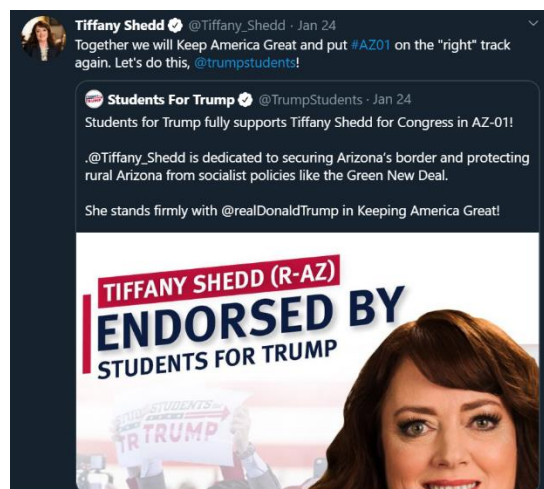 Tiffany Shedd @Tiffany_Shedd · Jan 24
Together we will Keep America Great and put #AZ01 on the "right" track
again. Let's do this, @trumpstudents!
Students For Trump @TrumpStudents · Jan 24
Students for Trump fully supports Tiffany Shedd for Congress in AZ-01!
.@Tiffany_Shedd is dedicated to securing Arizona's border and protecting
rural Arizona from socialist policies like the Green New Deal.
She stands firmly with @realDonaldTrump in Keeping America Great!
TIFFANY SHEDD (R-AZ)
ENDORSED BY
STUDENTS FOR TRUMP
STUDENTS
TRUMP